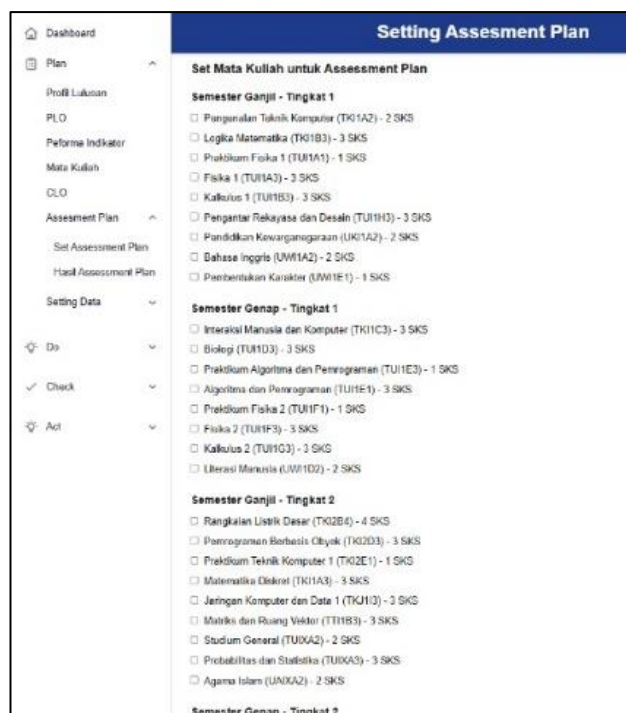 Dashboard
Plan
Profil Lulusan
PLO
Peforma Indikator
Mata Kuliah
CLO
Assesment Plan
Set Assessment Plan
Hasil Assessment Plan
Setting Data
Do
Check
Act
Setting Assesment Plan
Set Mata Kuliah untuk Assessment Plan
Semester Ganjil - Tingkat 1
Pengenalan Teknik Komputer (TKI1A2) - 2 SKS
Logika Matematika (TKI1B3) - 3 SKS
Praktikum Fisika 1 (TUI1A1) - 1 SKS
Fisika 1 (TUI1A3) - 3 SKS
Kalkulus 1 (TUI1B3) - 3 SKS
Pengantar Rekayasa dan Desain (TUI1H3) - 3 SKS
Pendidikan Kewarganegaraan (UKI1A2) - 2 SKS
Bahasa Inggris (UWI1A2) - 2 SKS
Pembentukan Karakter (UWI1E1) - 1 SKS
Semester Genap - Tingkat 1
Interaksi Manusia dan Komputer (TKI1C3) - 3 SKS
Biologi (TUI1D3) - 3 SKS
Praktikum Algoritma dan Pemrograman (TUI1E3) - 1 SKS
Algoritma dan Pemrograman (TUI1E1) - 3 SKS
Praktikum Fisika 2 (TUI1F1) - 1 SKS
Fisika 2 (TUI1F3) - 3 SKS
Kalkulus 2 (TUI1G3) - 3 SKS
Literasi Manusia (UWI1D2) - 2 SKS
Semester Ganjil - Tingkat 2
Rangkaian Listrik Dasar (TKI2B4) - 4 SKS
Pemrograman Berbasis Obyek (TKI2D3) - 3 SKS
Praktikum Teknik Komputer 1 (TKI2E1) - 1 SKS
Matematika Diskret (TKI1A3) - 3 SKS
Jaringan Komputer dan Data 1 (TKJ1I3) - 3 SKS
Matriks dan Ruang Vektor (TTI1B3) - 3 SKS
Studium General (TUIXA2) - 2 SKS
Probabilitas dan Statistika (TUIXA3) - 3 SKS
Agama Islam (UNIXA2) - 2 SKS
Semester Genap - Tingkat 2